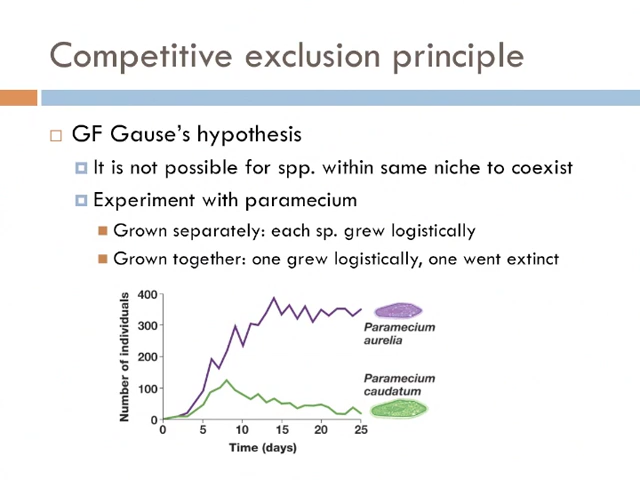 Competitive exclusion principle
GF Gause's hypothesis
It is not possible for spp. within same niche to coexist
Experiment with paramecium
Grown separately: each sp. grew logistically
Grown together: one grew logistically, one went extinct
Number of individuals
400
300
200
100
0
Paramecium
aurelia
Paramecium
caudatum
0 5 10 15 20 25
Time (days)